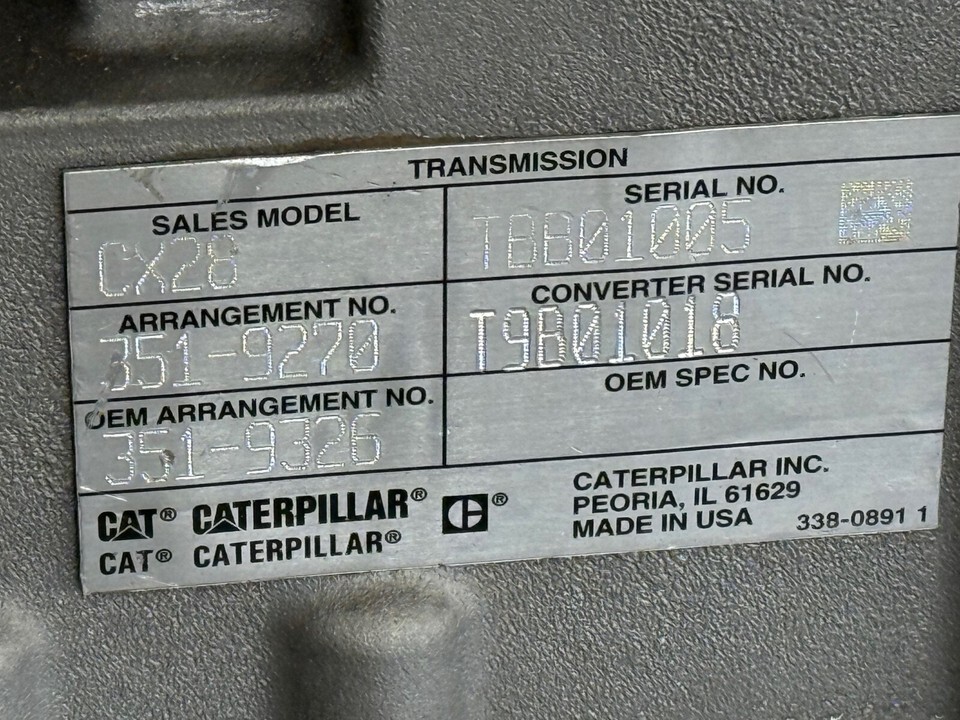 TRANSMISSION
SALES MODEL
CX28
SERIAL NO.
TBB01005
ARRANGEMENT NO.
351-9270
CONVERTER SERIAL NO.
T9B01018
OEM ARRANGEMENT NO.
351-9326
OEM SPEC NO.
CAT® CATERPILLAR®
CAT® CATERPILLAR®
CATERPILLAR INC.
PEORIA, IL 61629
MADE IN USA
338-0891 1